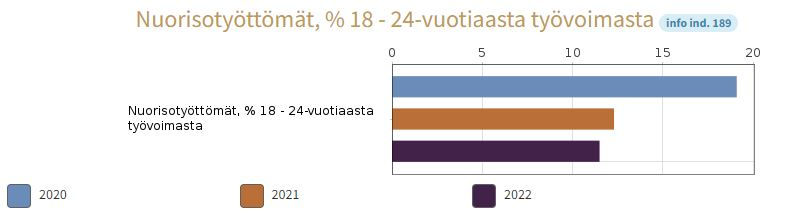 Nuorisotyöttömät, % 18 - 24-vuotiaasta työvoimasta info ind. 189
0 5 10 15 20
Nuorisotyöttömät, % 18 - 24-vuotiaasta
työvoimasta
2020 2021 2022